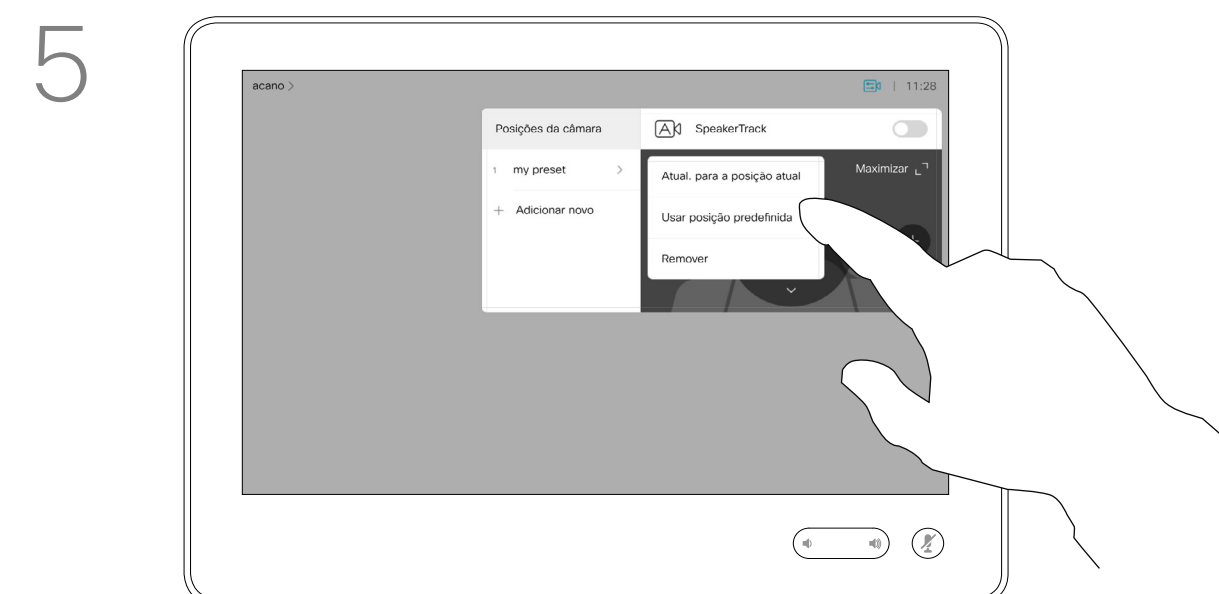 5
acano >
11:28
Posições da câmara
SpeakerTrack
1 my preset >
Atual. para a posição atual
Maximizar
+ Adicionar novo
Usar posição predefinida
Remover